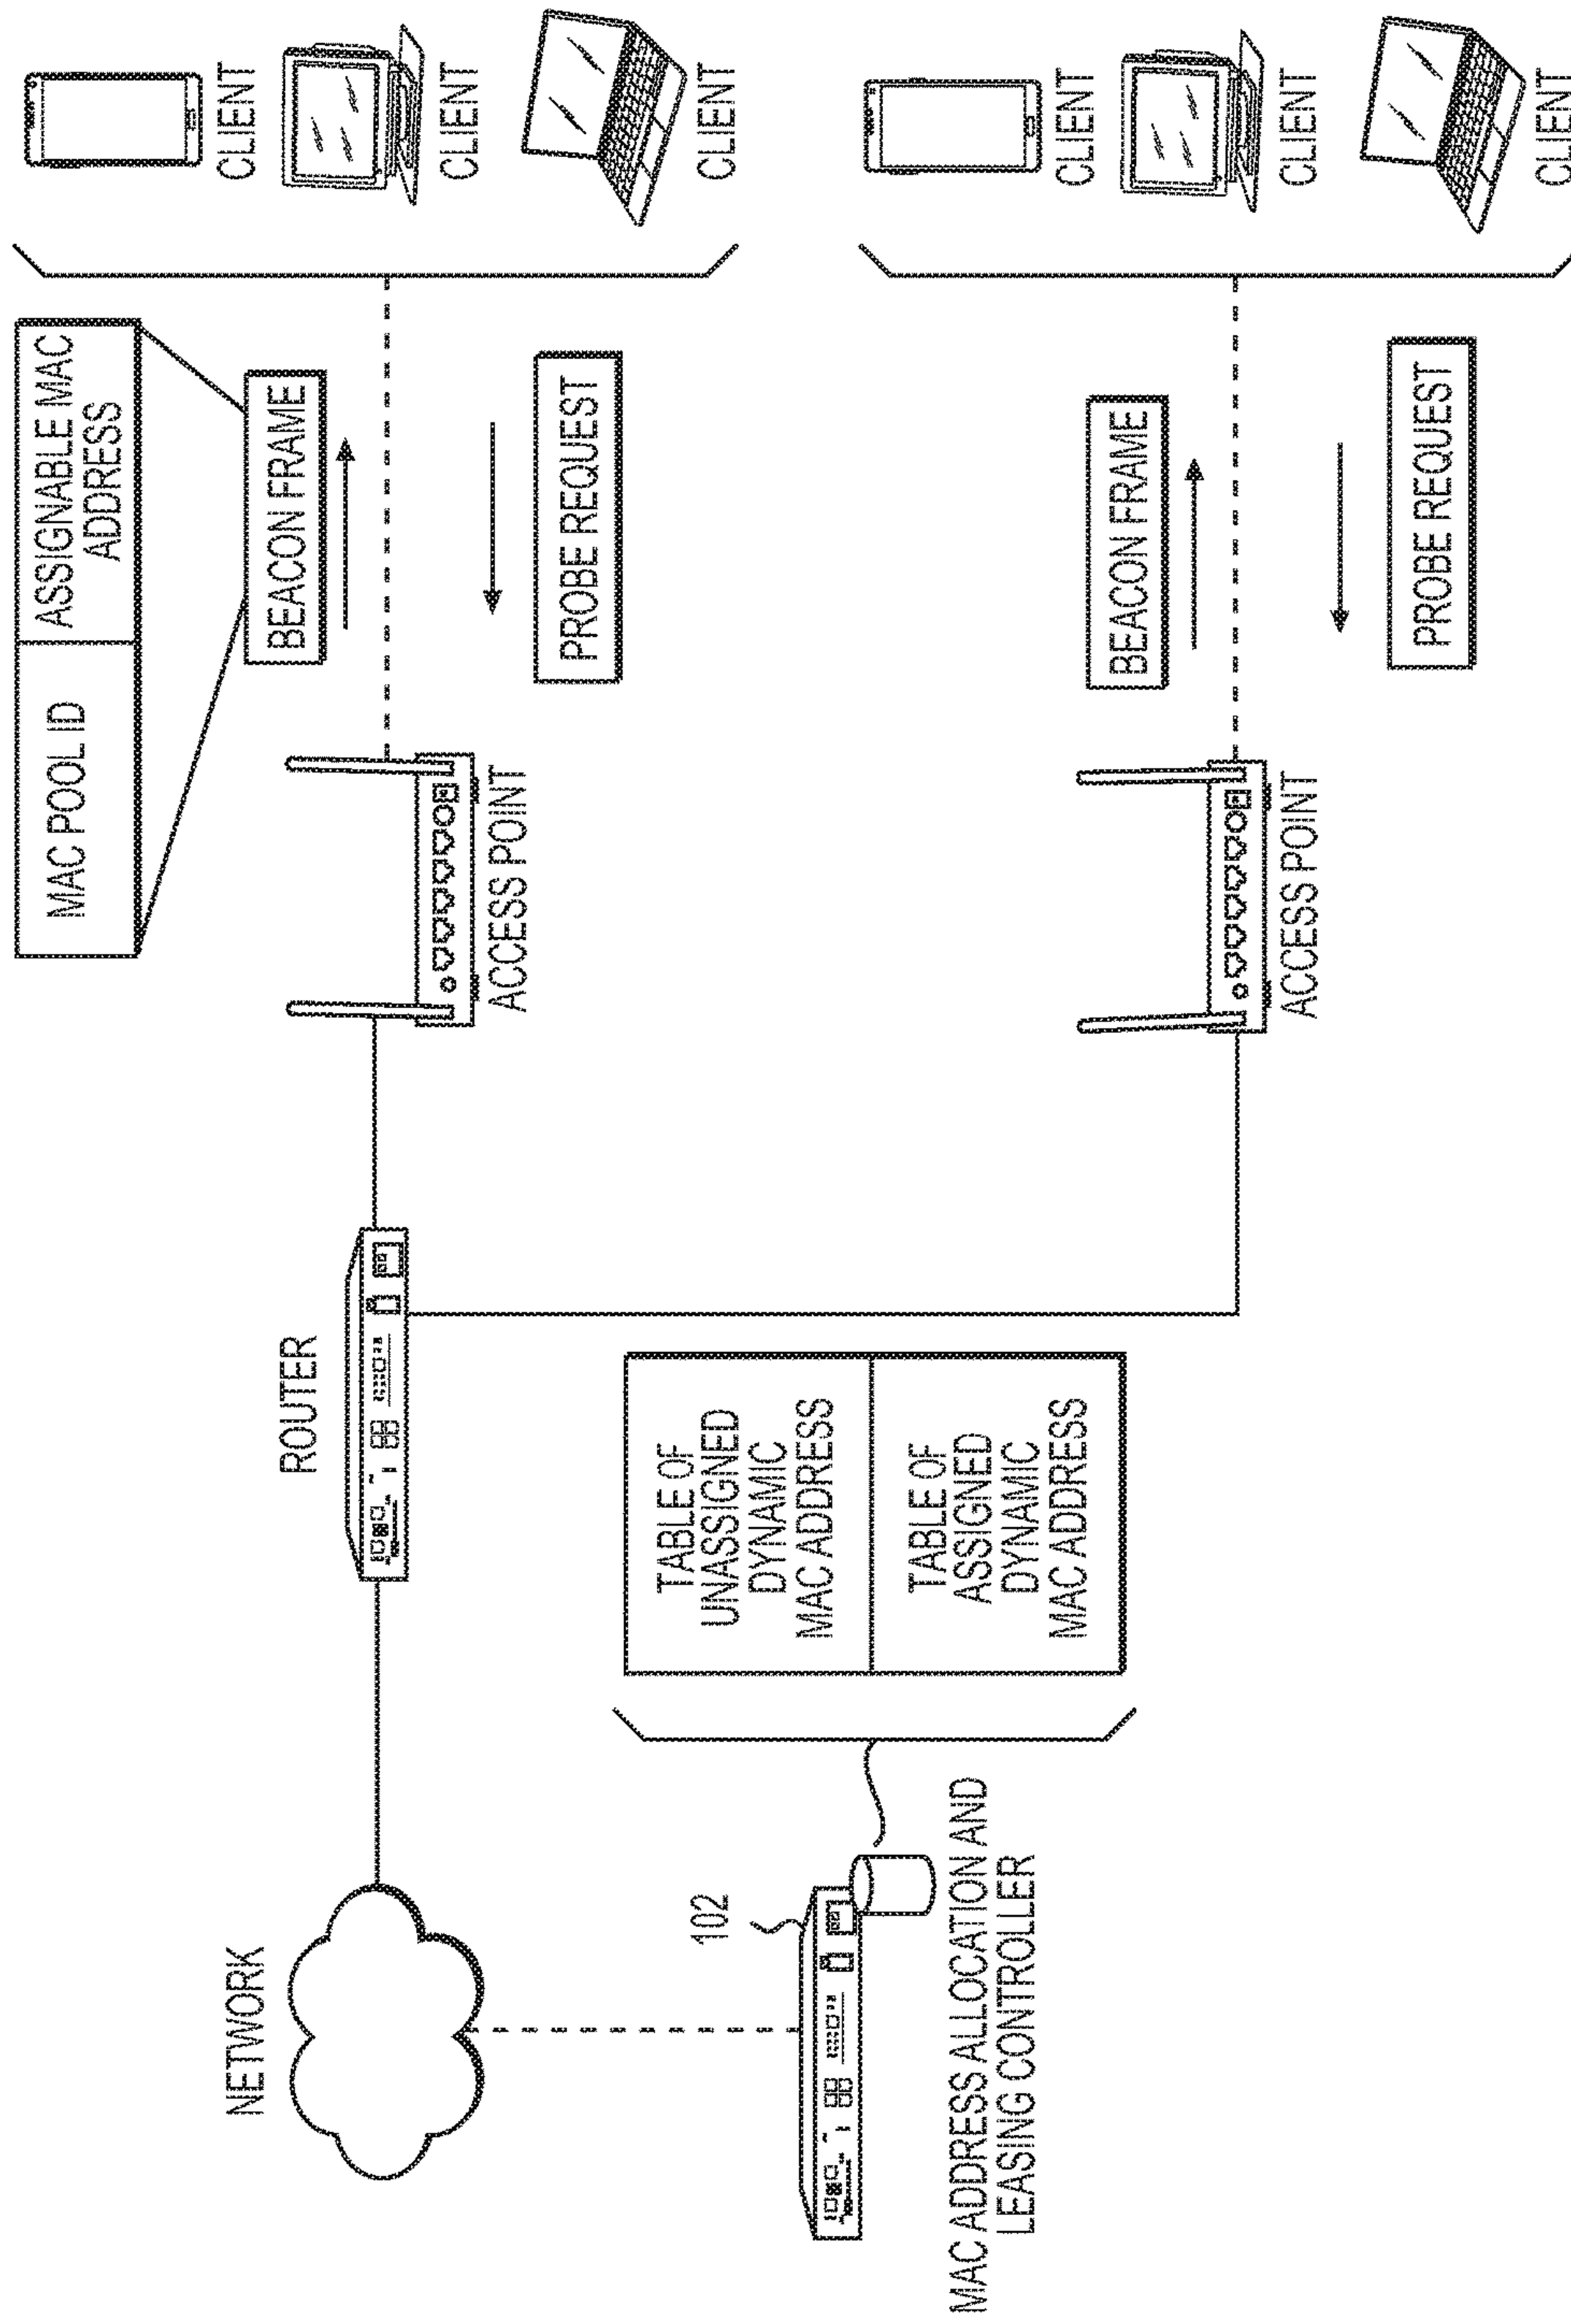 NETWORK
ROUTER
102
MAC ADDRESS ALLOCATION AND
LEASING CONTROLLER
TABLE OF
UNASSIGNED
DYNAMIC
MAC ADDRESS
TABLE OF
ASSIGNED
DYNAMIC
MAC ADDRESS
MAC POOL ID
ASSIGNABLE MAC
ADDRESS
BEACON FRAME
PROBE REQUEST
ACCESS POINT
CLIENT
CLIENT
CLIENT
BEACON FRAME
PROBE REQUEST
ACCESS POINT
CLIENT
CLIENT
CLIENT